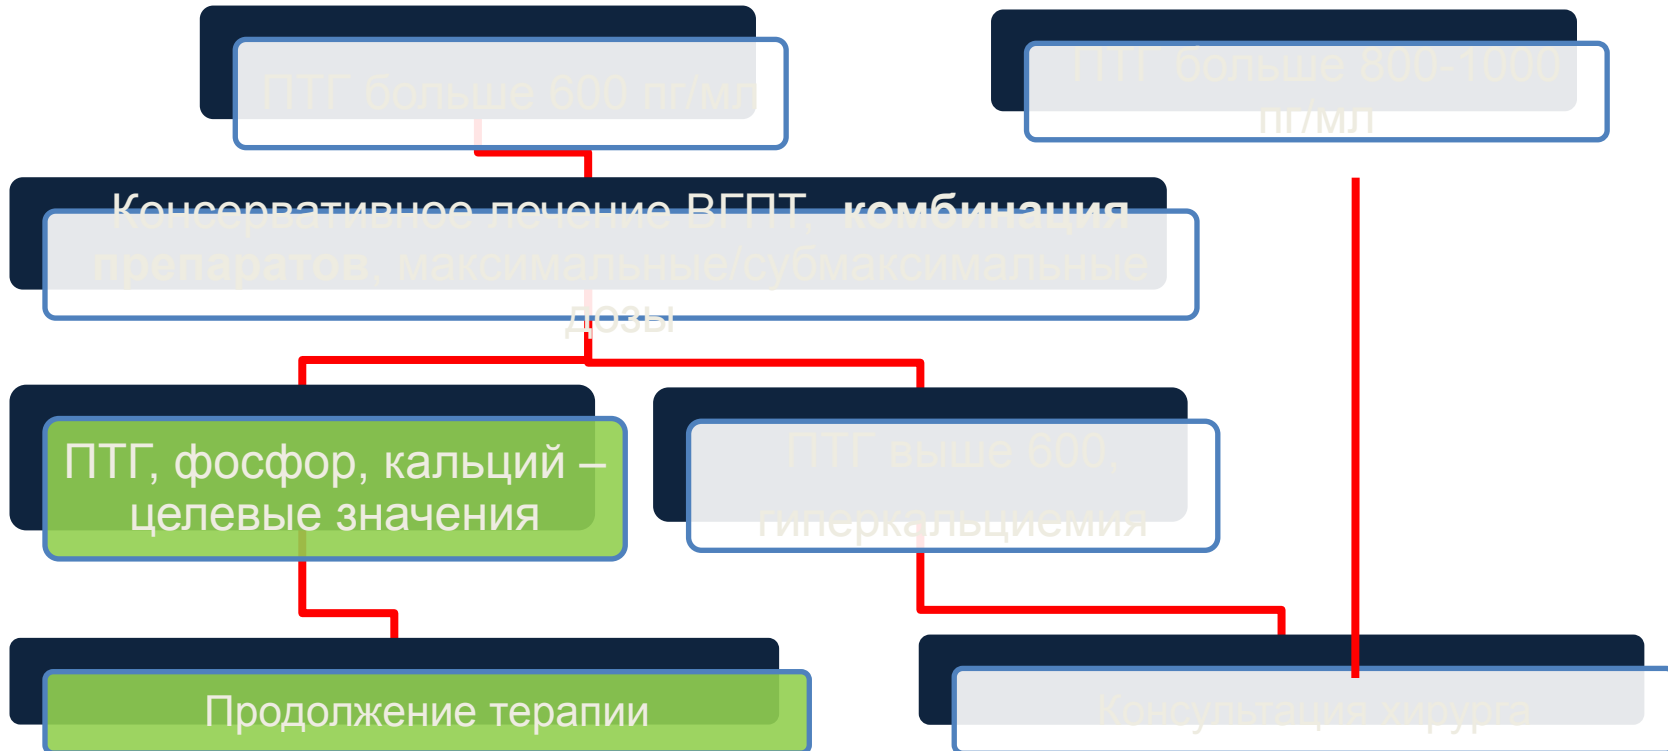 ПТГ больше 600 пг/мл
ПТГ больше 800-1000
пг/мл
Консервативное лечение ВГПТ, комбинация
препаратов, максимальные/субмаксимальные
дозы
ПТГ, фосфор, кальций –
целевые значения
ПТГ выше 600
гиперкальциемия
Продолжение терапии
Консультация хирурга